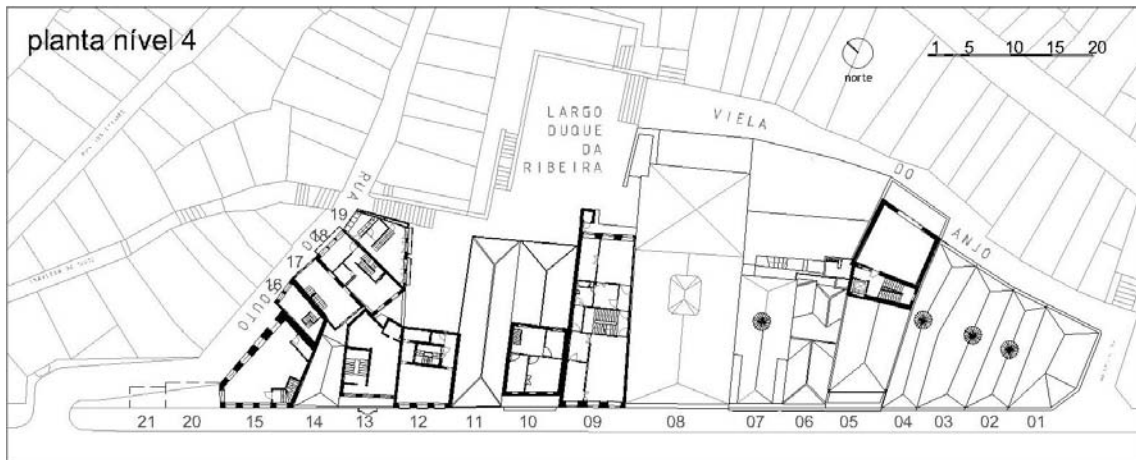 planta nível 4
1 5 10 15 20
norte
LARGO
DUQUE
DA
RIBEIRA
VIELA
DO
ANJO
RUA
DO
SOUTO
19
18
17
16
21 20 15 14 13 12 11 10 09 08 07 06 05 04 03 02 01